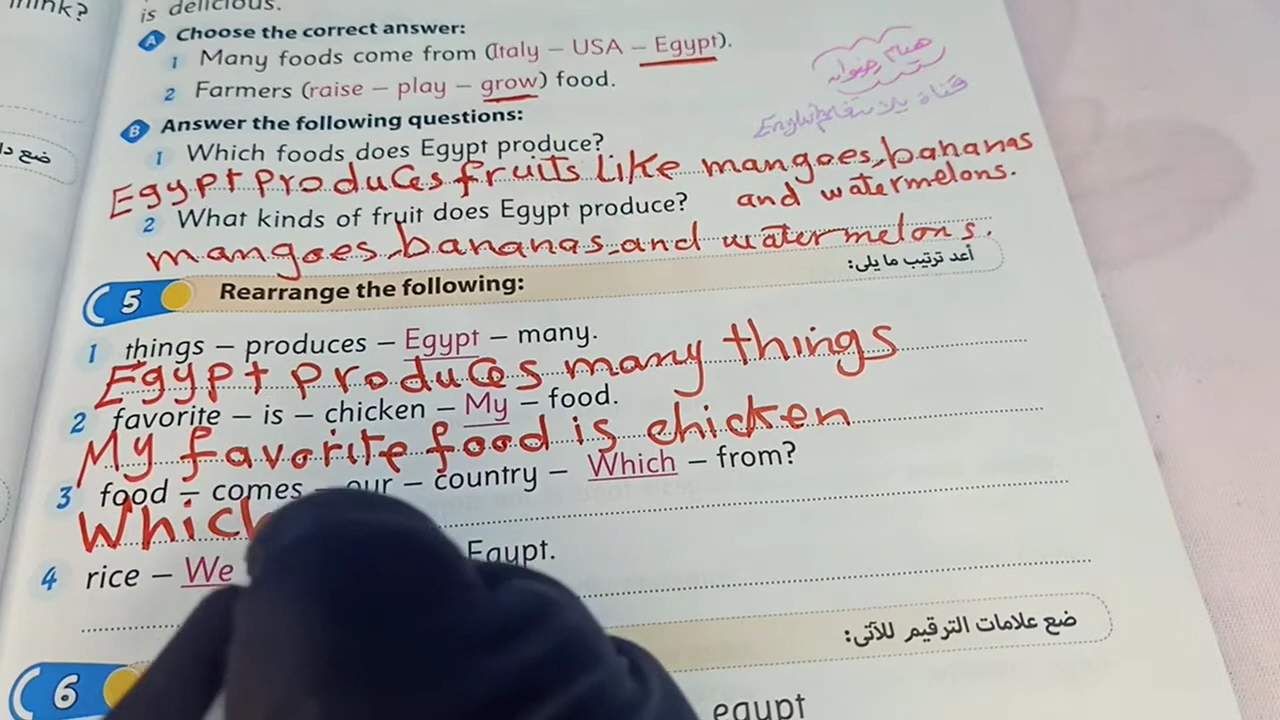 think?
is delicious.
A Choose the correct answer:
1 Many foods come from (Italy – USA – Egypt).
2 Farmers (raise – play – grow) food.
B Answer the following questions:
1 Which foods does Egypt produce?
Egypt produces fruits like mangoes, bananas
and watermelons.
2 What kinds of fruit does Egypt produce?
mangoes, bananas, and watermelons.
5 Rearrange the following:
أعد ترتيب ما يلى:
1 things – produces – Egypt – many.
Egypt produces many things
2 favorite – is – chicken – My – food.
My favorite food is chicken
3 food – comes – our – country – Which – from?
Which
4 rice – We Egypt.
6
ضع علامات الترقيم للآتى:
egypt
ضع